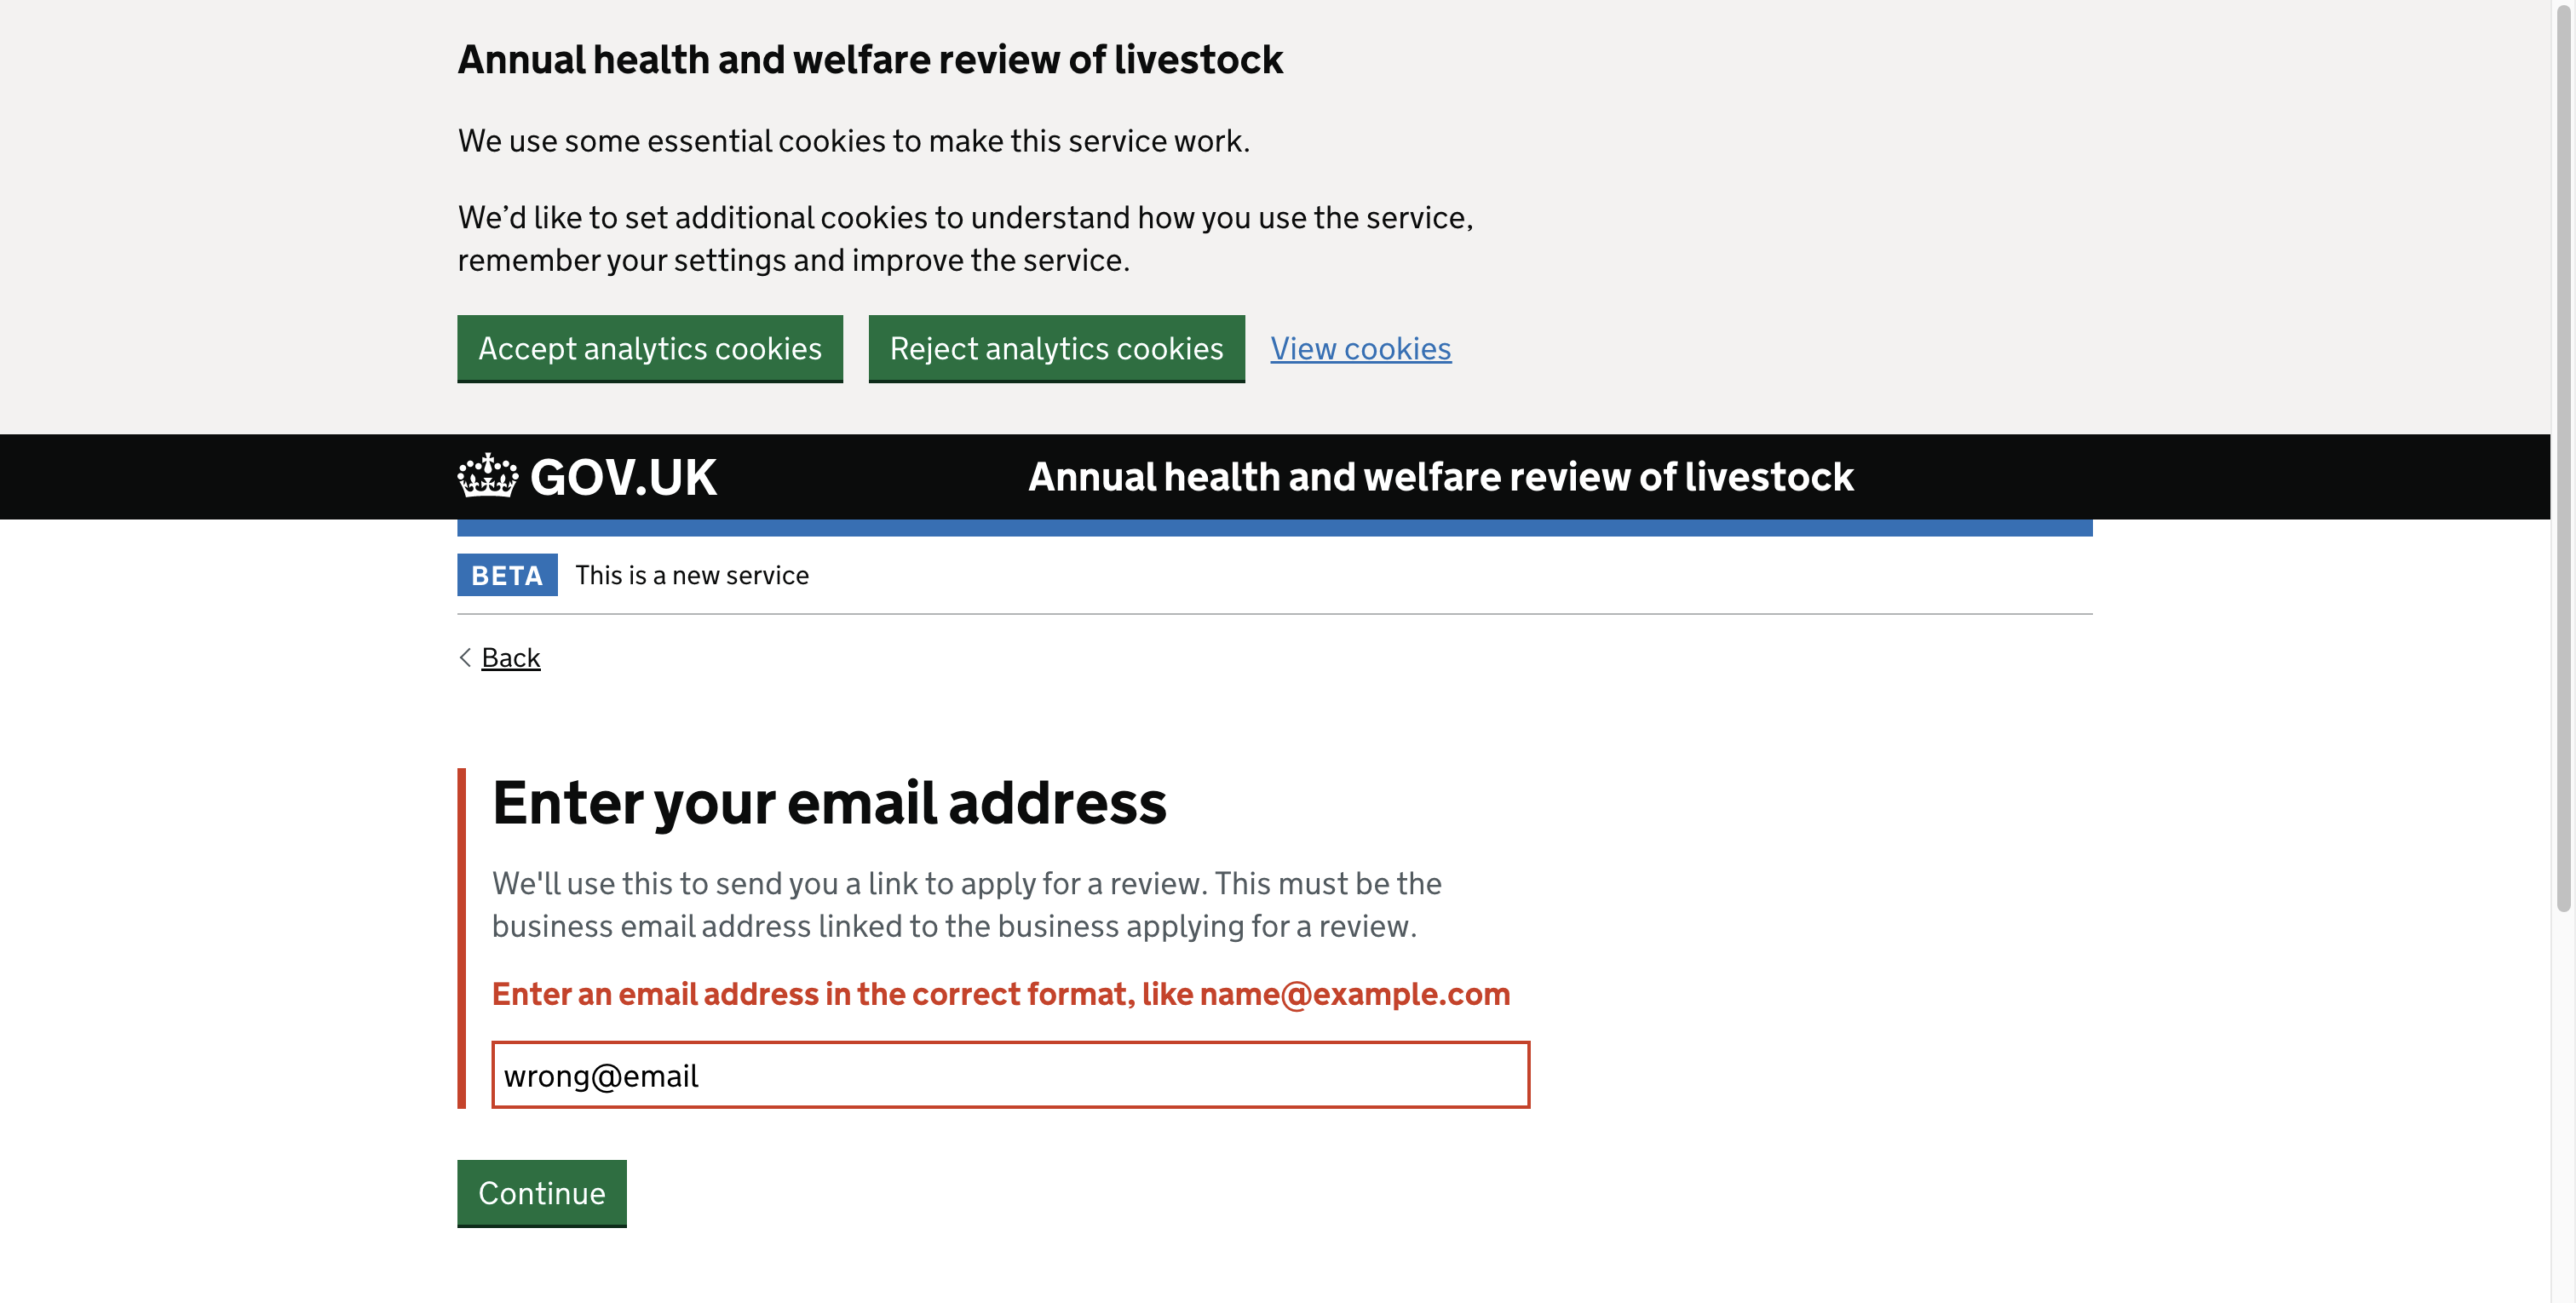 Annual health and welfare review of livestock
We use some essential cookies to make this service work.
We’d like to set additional cookies to understand how you use the service,
remember your settings and improve the service.
Accept analytics cookies Reject analytics cookies View cookies
GOV.UK Annual health and welfare review of livestock
BETA This is a new service
Back
Enter your email address
We'll use this to send you a link to apply for a review. This must be the
business email address linked to the business applying for a review.
Enter an email address in the correct format, like name@example.com
wrong@email
Continue